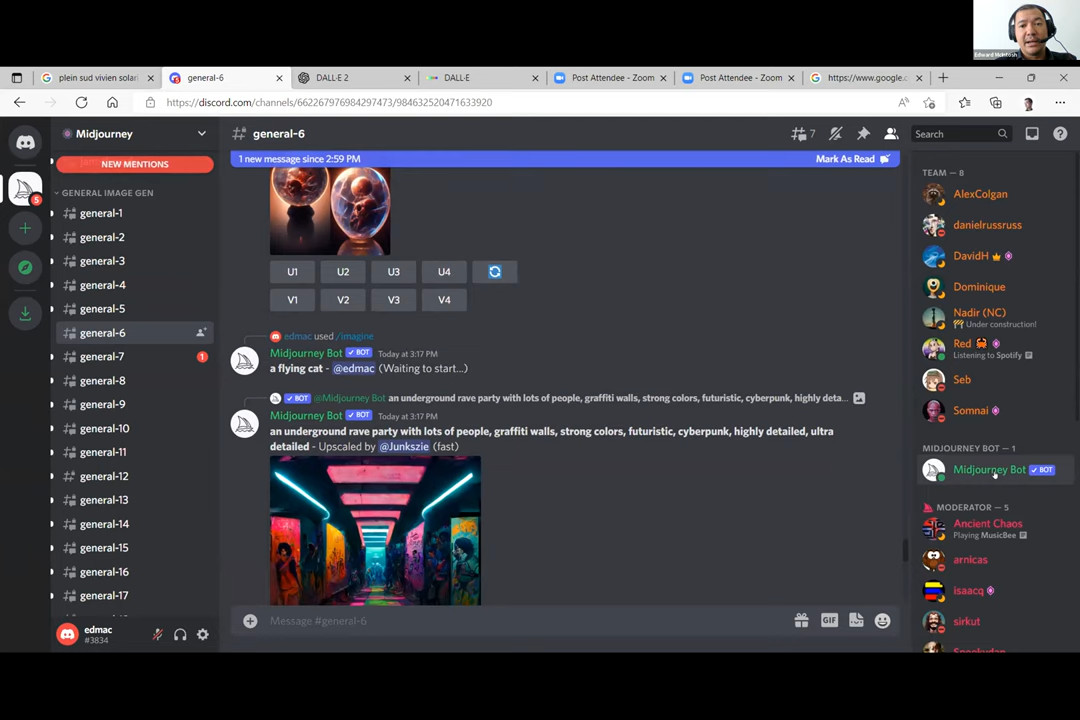 Edward McIntosh
plein sud vivien solari
general-6
DALL·E 2
DALL·E
Post Attendee - Zoom
Post Attendee - Zoom
https://www.google.c
https://discord.com/channels/662267976984297473/984632520471633920
Midjourney
general-6
7
Search
NEW MENTIONS
1 new message since 2:59 PM
Mark As Read
GENERAL IMAGE GEN
general-1
general-2
general-3
general-4
general-5
general-6
general-7
1
general-8
general-9
general-10
general-11
general-12
general-13
general-14
general-15
general-16
general-17
5
edmac
#3834
U1 U2 U3 U4
V1 V2 V3 V4
edmac used /imagine
Midjourney Bot ✓ BOT Today at 3:17 PM
a flying cat - @edmac (Waiting to start...)
✓ BOT @Midjourney Bot an underground rave party with lots of people, graffiti walls, strong colors, futuristic, cyberpunk, highly deta...
Midjourney Bot ✓ BOT Today at 3:17 PM
an underground rave party with lots of people, graffiti walls, strong colors, futuristic, cyberpunk, highly detailed, ultra
detailed - Upscaled by @Junkszie (fast)
Message #general-6
GIF
TEAM — 8
AlexColgan
danielrussruss
DavidH
Dominique
Nadir (NC)
Under construction!
Red
Listening to Spotify
Seb
Somnai
MIDJOURNEY BOT — 1
Midjourney Bot ✓ BOT
MODERATOR — 5
Ancient Chaos
Playing MusicBee
arnicas
isaacq
sirkut